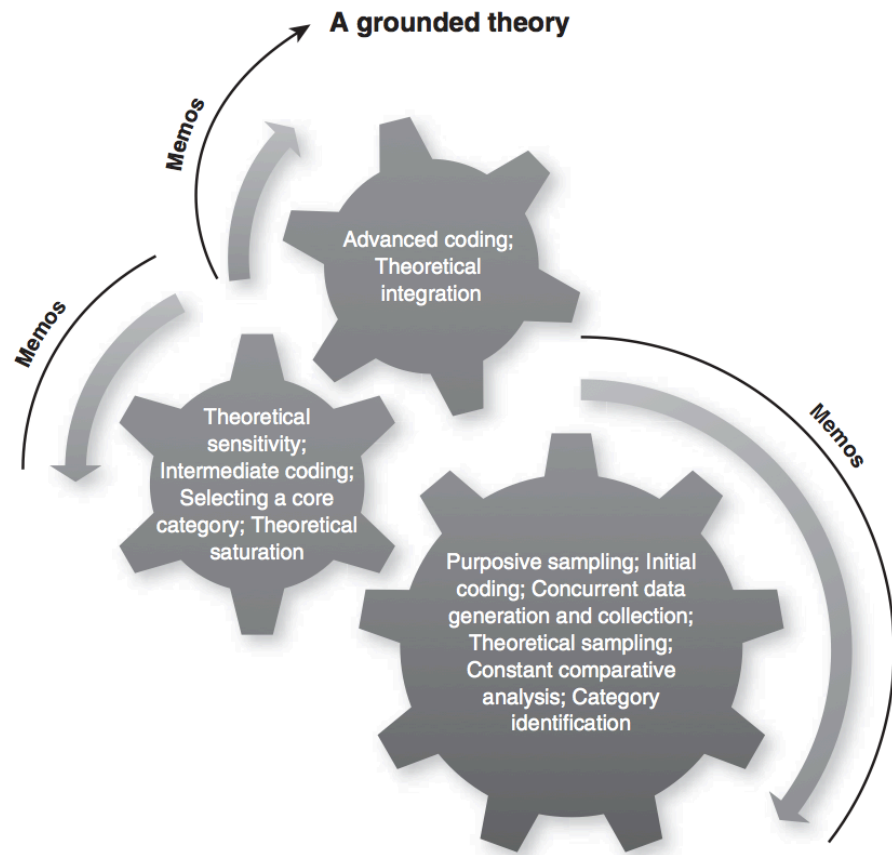 A grounded theory
Memos
Advanced coding;
Theoretical
integration
Memos
Theoretical
sensitivity;
Intermediate coding;
Selecting a core
category; Theoretical
saturation
Memos
Purposive sampling; Initial
coding; Concurrent data
generation and collection;
Theoretical sampling;
Constant comparative
analysis; Category
identification